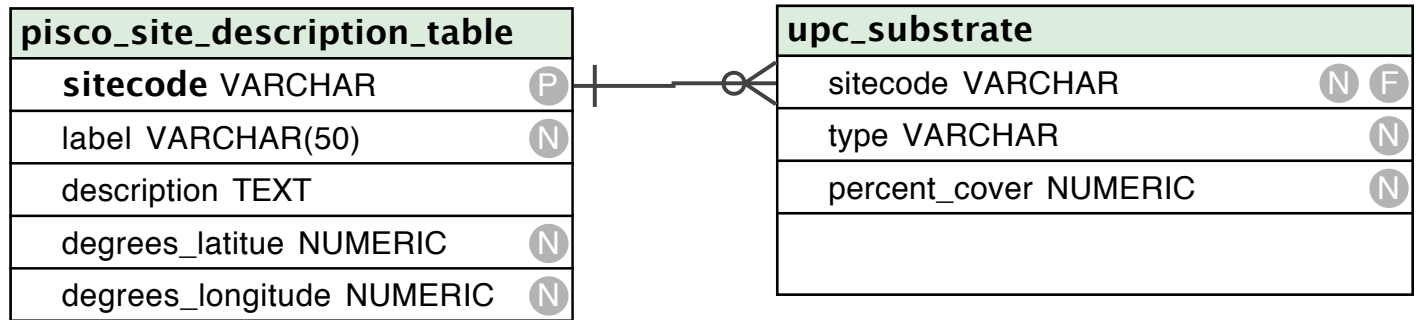 pisco_site_description_table
sitecode VARCHAR P
label VARCHAR(50) N
description TEXT
degrees_latitue NUMERIC N
degrees_longitude NUMERIC N
upc_substrate
sitecode VARCHAR N F
type VARCHAR N
percent_cover NUMERIC N